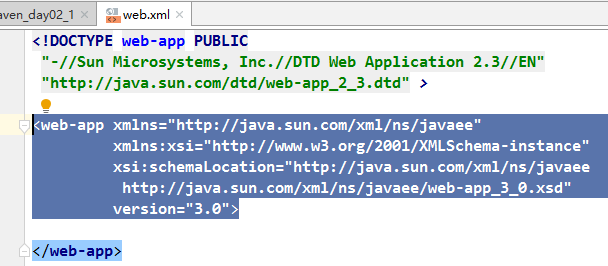 aven_day02_1 × web.xml ×
<!DOCTYPE web-app PUBLIC
"-//Sun Microsystems, Inc.//DTD Web Application 2.3//EN"
"http://java.sun.com/dtd/web-app_2_3.dtd" >
<web-app xmlns="http://java.sun.com/xml/ns/javaee"
xmlns:xsi="http://www.w3.org/2001/XMLSchema-instance"
xsi:schemaLocation="http://java.sun.com/xml/ns/javaee
http://java.sun.com/xml/ns/javaee/web-app_3_0.xsd"
version="3.0">
</web-app>